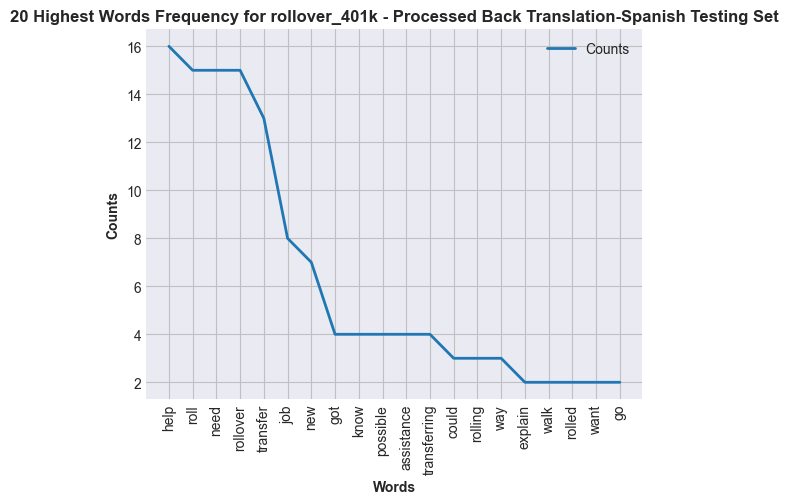 20 Highest Words Frequency for rollover_401k - Processed Back Translation-Spanish Testing Set
Counts
16
14
12
10
8
6
4
2
Counts
help
roll
need
rollover
transfer
job
new
got
know
possible
assistance
transferring
could
rolling
way
explain
walk
rolled
want
go
Words